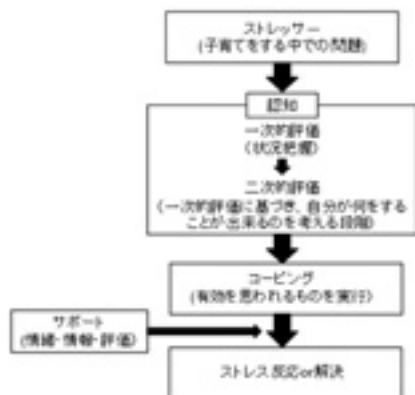 ストレッサー
(子育てをする中での問題)
認知
一次的評価
(状況把握)
二次的評価
(一次的評価に基づき、自分が何をする
ことが出来るのを考える段階)
コーピング
(有効を思われるものを実行)
サポート
(情緒・情報・評価)
ストレス反応or解決